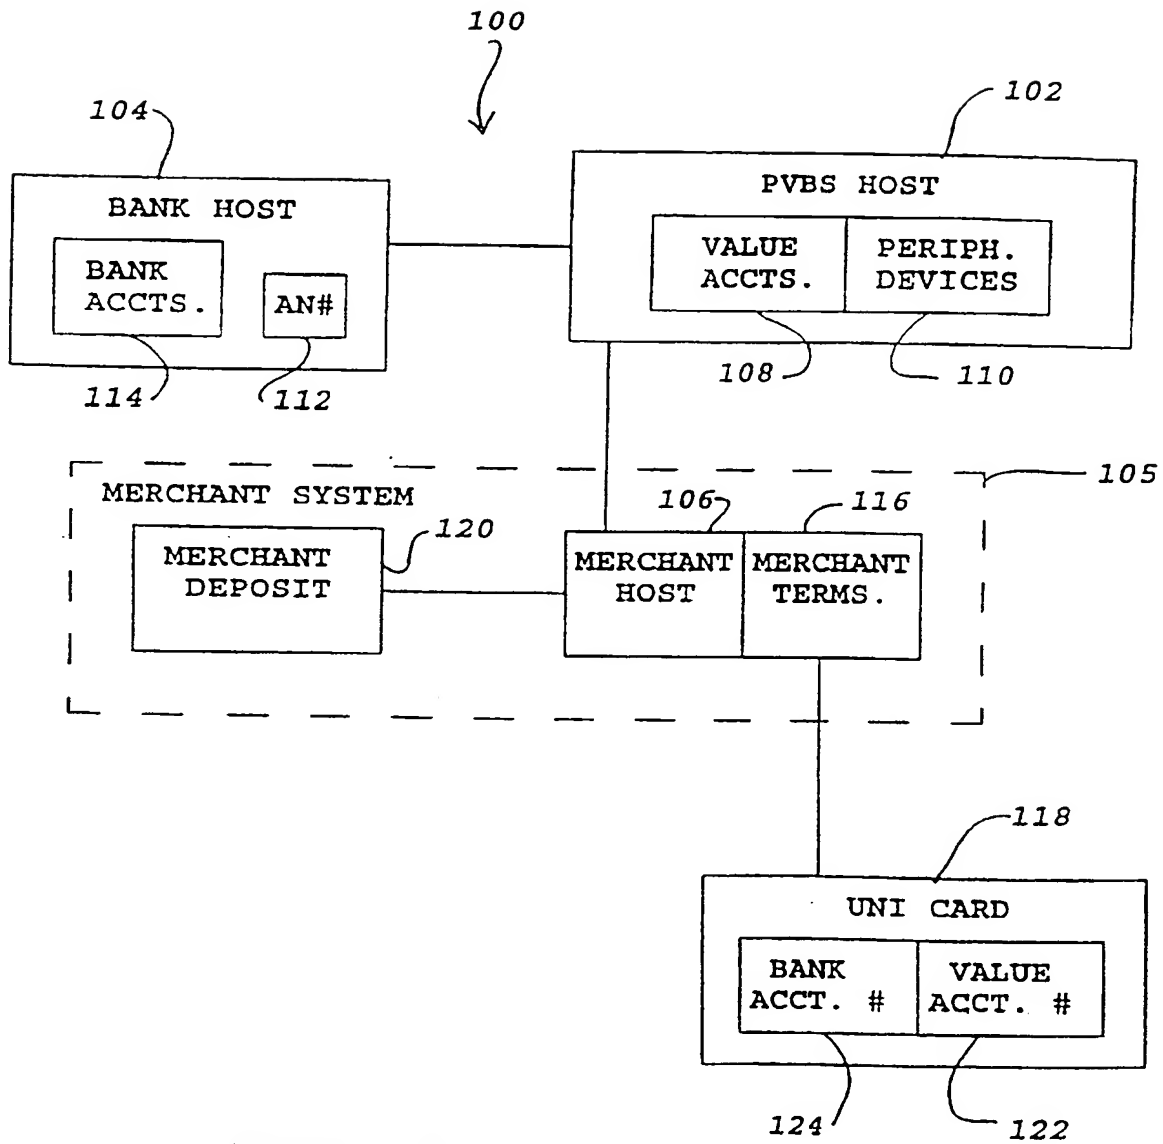 100
104
102
BANK HOST
BANK
ACCTS.
AN#
PVBS HOST
VALUE
ACCTS.
PERIPH.
DEVICES
114
112
108
110
105
MERCHANT SYSTEM
MERCHANT
DEPOSIT
120
106
116
MERCHANT
HOST
MERCHANT
TERMS.
118
UNI CARD
BANK
ACCT. #
VALUE
ACCT. #
124
122